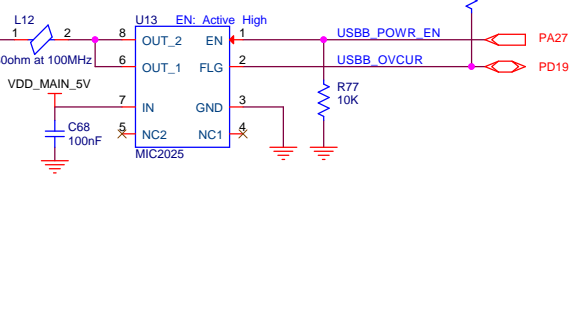 L12
U13 EN: Active High
1 2
8 OUT_2 EN 1 USBB_POWR_EN PA27
0ohm at 100MHz
6 OUT_1 FLG 2 USBB_OVCUR PD19
VDD_MAIN_5V
R77
10K
7 IN GND 3
C68
100nF
5 NC2 NC1 4
MIC2025